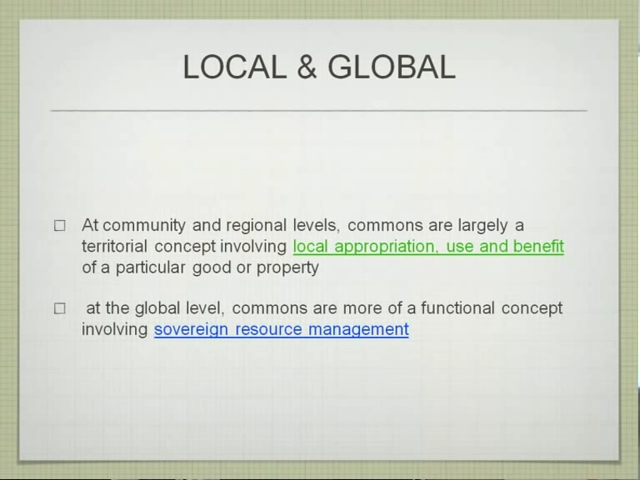 LOCAL & GLOBAL
At community and regional levels, commons are largely a
territorial concept involving local appropriation, use and benefit
of a particular good or property
at the global level, commons are more of a functional concept
involving sovereign resource management